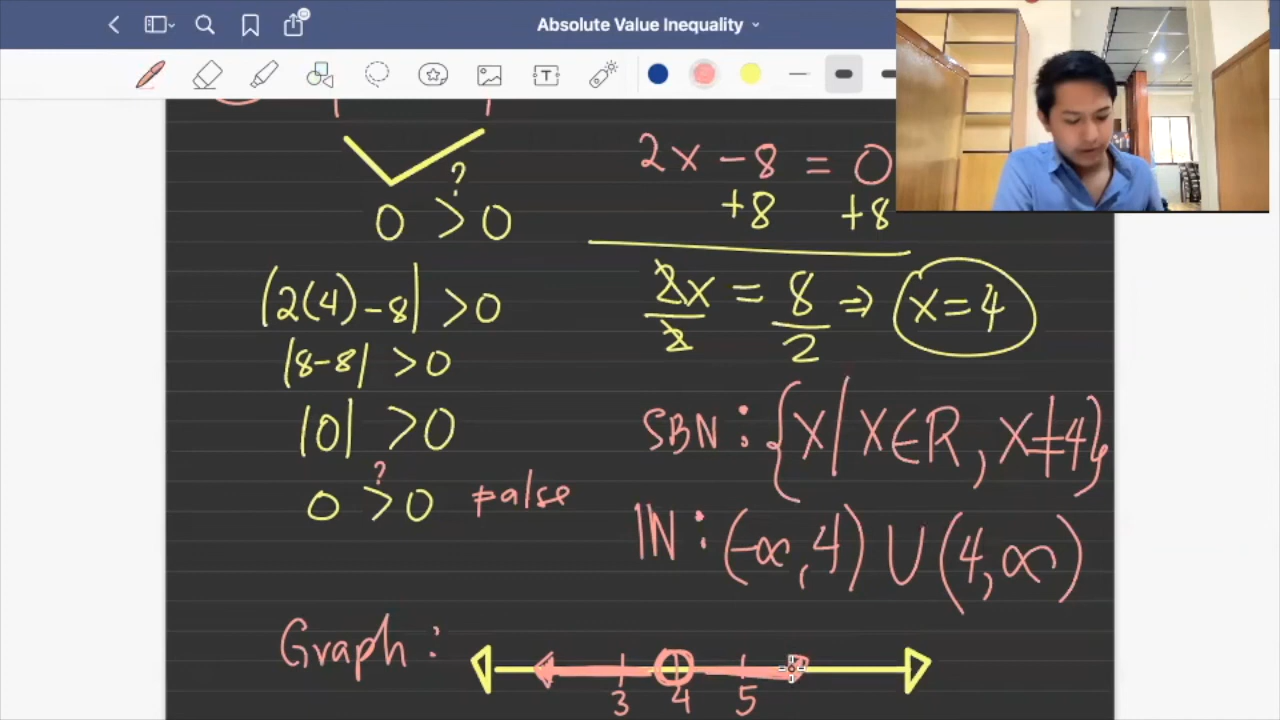 Absolute Value Inequality
T
?
0 > 0
|2(4)-8| > 0
|8-8| > 0
|0| > 0
?
0 > 0 false
2x - 8 = 0
+8 +8
2x = 8 ⇒ x = 4
2 2
SBN : {X | X ∈ R, X ≠ 4}
IN : (-∞, 4) ∪ (4, ∞)
Graph :
3 4 5